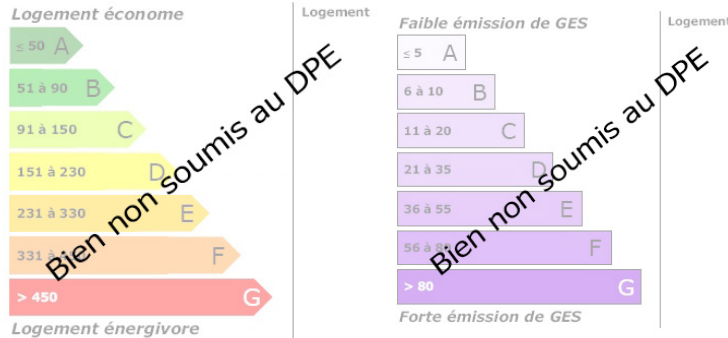 Logement économe
Logement
≤ 50 A
51 à 90 B
91 à 150 C
151 à 230 D
231 à 330 E
331 à F
> 450 G
Logement énergivore
Bien non soumis au DPE
Faible émission de GES
Logement
≤ 5 A
6 à 10 B
11 à 20 C
21 à 35 D
36 à 55 E
56 à 80 F
> 80 G
Forte émission de GES
Bien non soumis au DPE